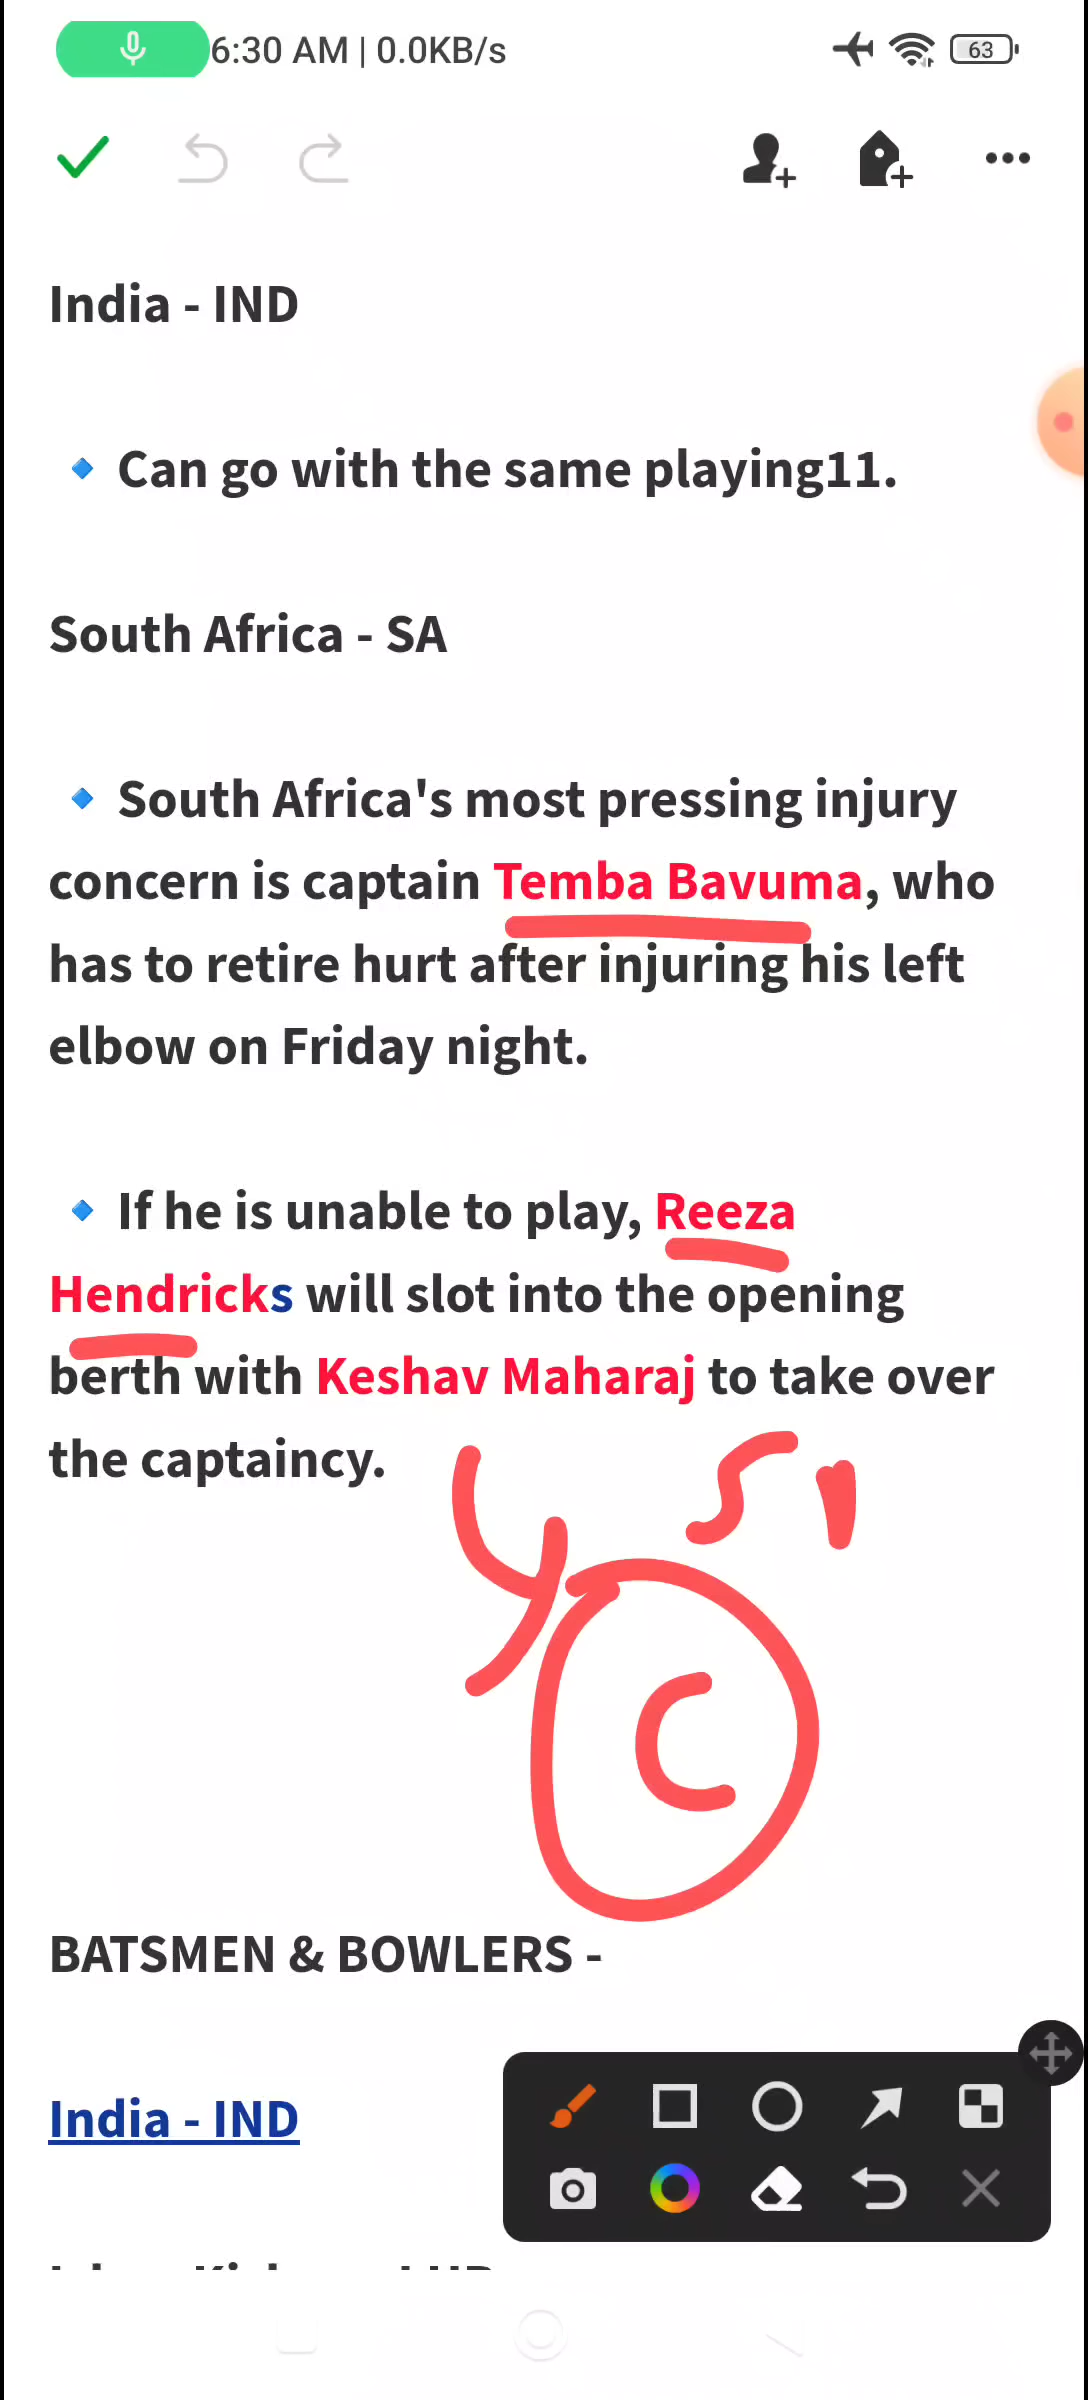 6:30 AM | 0.0KB/s
63
India - IND
🔹 Can go with the same playing11.
South Africa - SA
🔹 South Africa's most pressing injury
concern is captain Temba Bavuma, who
has to retire hurt after injuring his left
elbow on Friday night.
🔹 If he is unable to play, Reeza
Hendricks will slot into the opening
berth with Keshav Maharaj to take over
the captaincy.
C
BATSMEN & BOWLERS -
India - IND